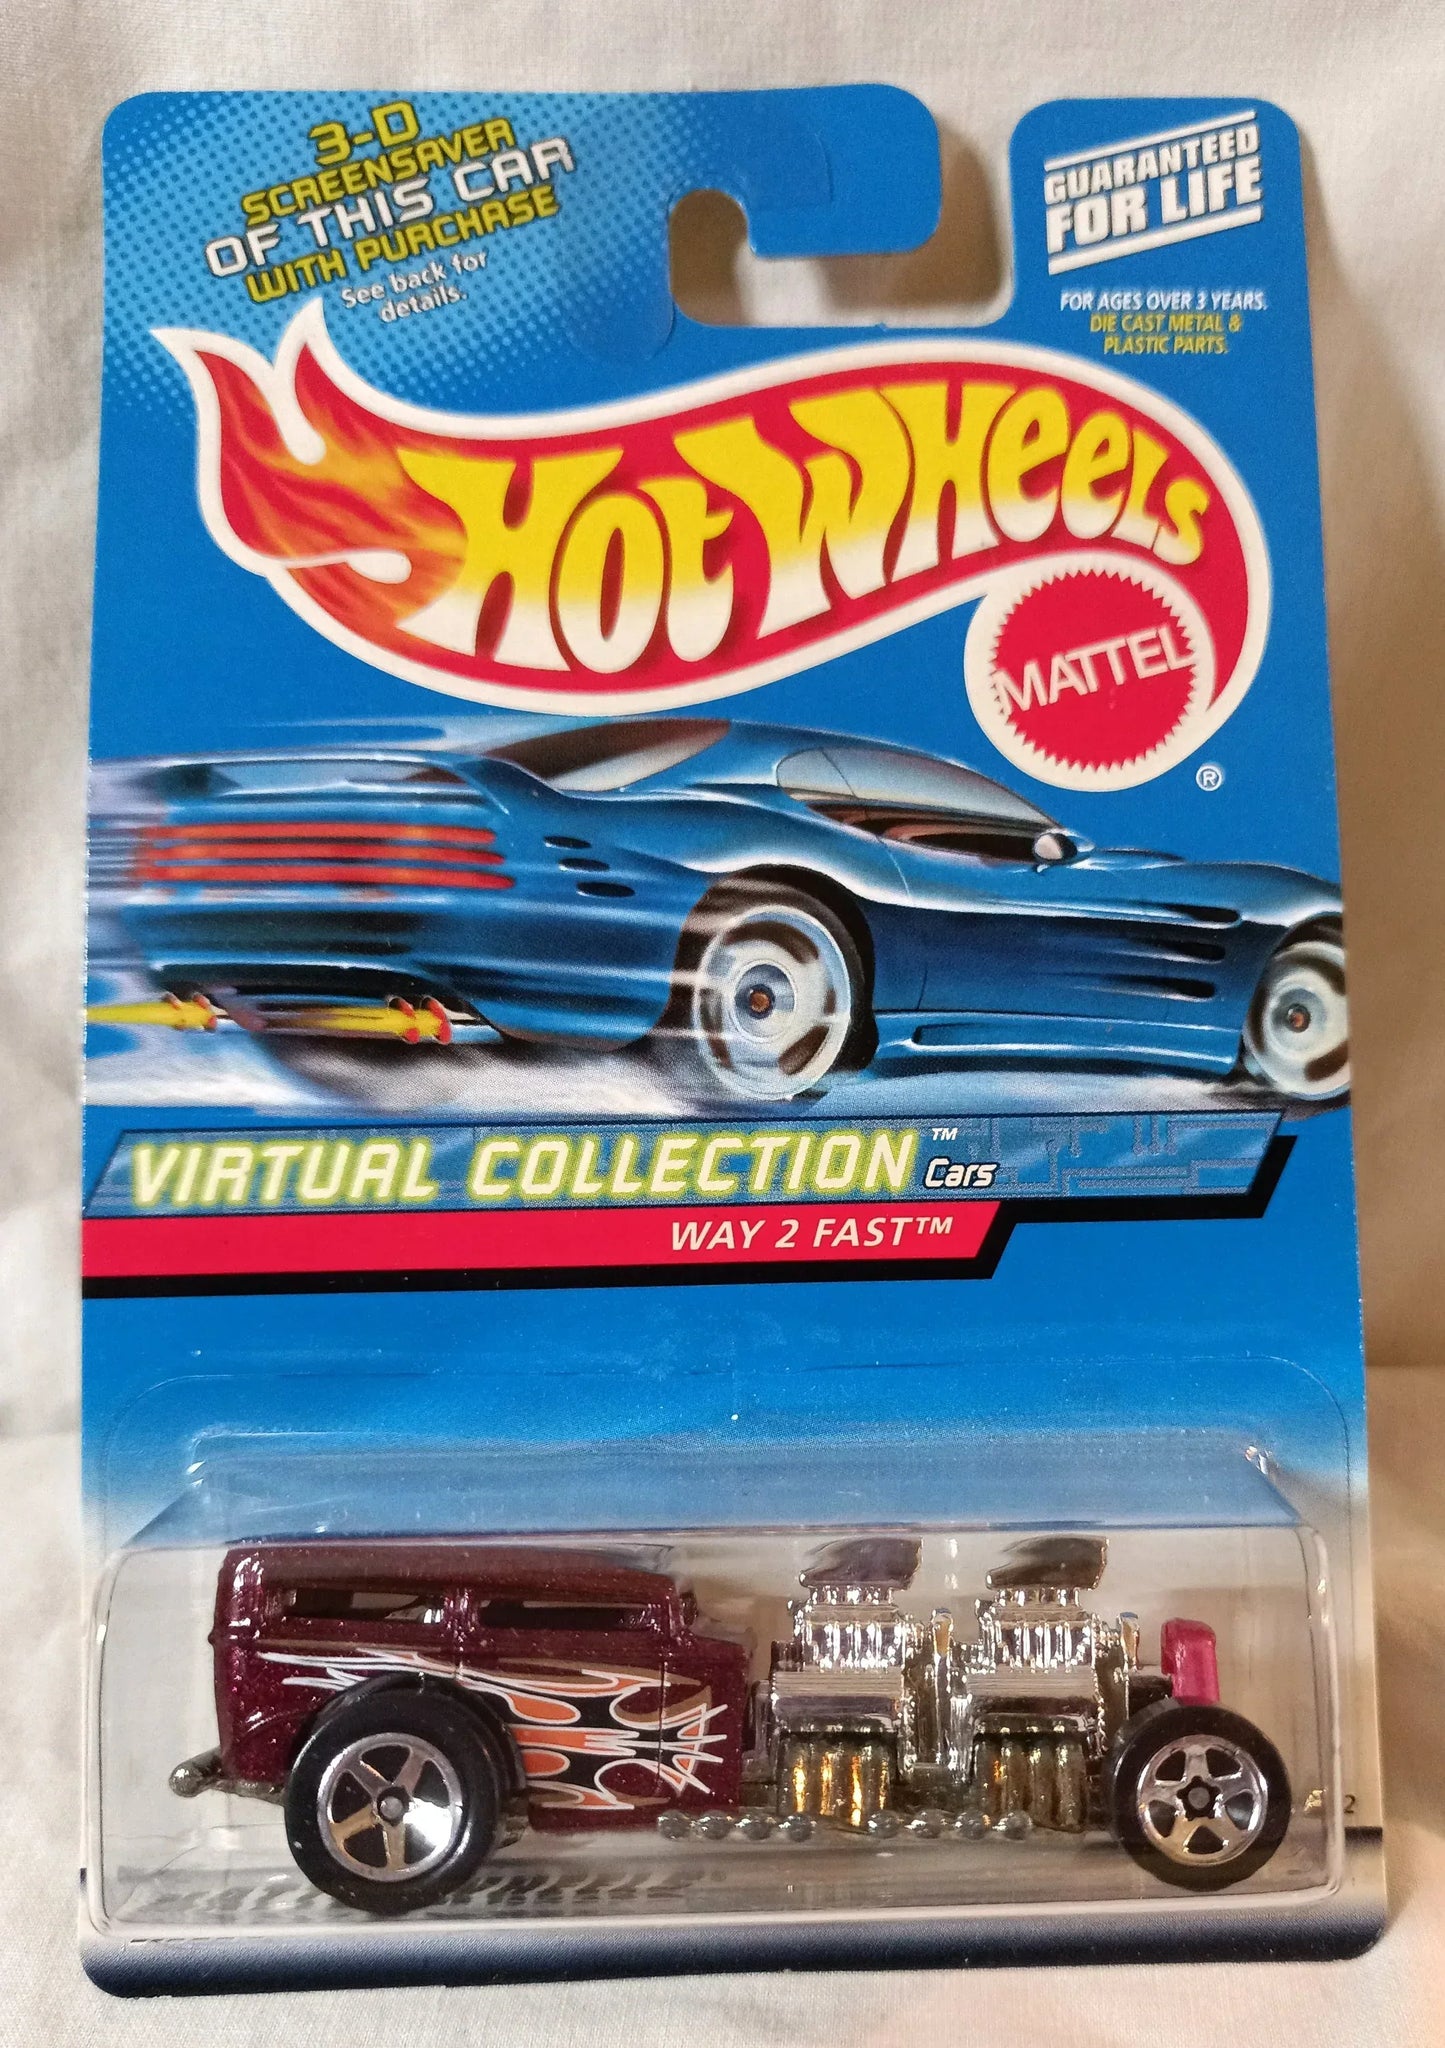 3-D
SCREENSAVER
OF THIS CAR
WITH PURCHASE
See back for
details.
GUARANTEED
FOR LIFE
FOR AGES OVER 3 YEARS.
DIE CAST METAL &
PLASTIC PARTS.
HOT WHEELS
MATTEL
®
VIRTUAL COLLECTION™ Cars
WAY 2 FAST™